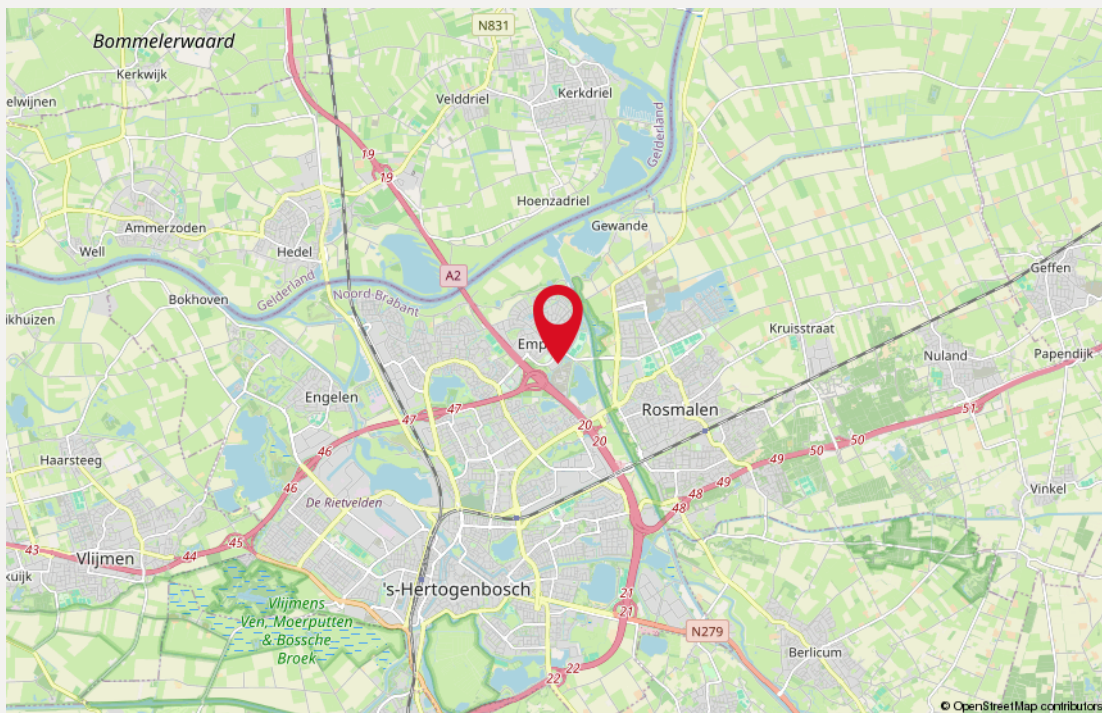 N831
Bommelerwaard
Kerkwijk
elwijnen
Velddriel
Kerkdriel
Gelderland
19
19
Hoenzadriel
Gewande
Ammerzoden
Well
Hedel
A2
Gelderland
Noord-Brabant
Bokhoven
ikhuizen
Geffen
Kruisstraat
Emp
Nuland
Papendijk
Engelen
Rosmalen
47
47
20
20
51
50
50
49
49
48
48
46
46
Haarsteeg
De Rietvelden
Vinkel
43
44
45
Vlijmen
kuijk
's-Hertogenbosch
Vlijmens
Ven, Moerputten
& Bossche
Broek
21
21
N279
Berlicum
22
22
© OpenStreetMap contributors